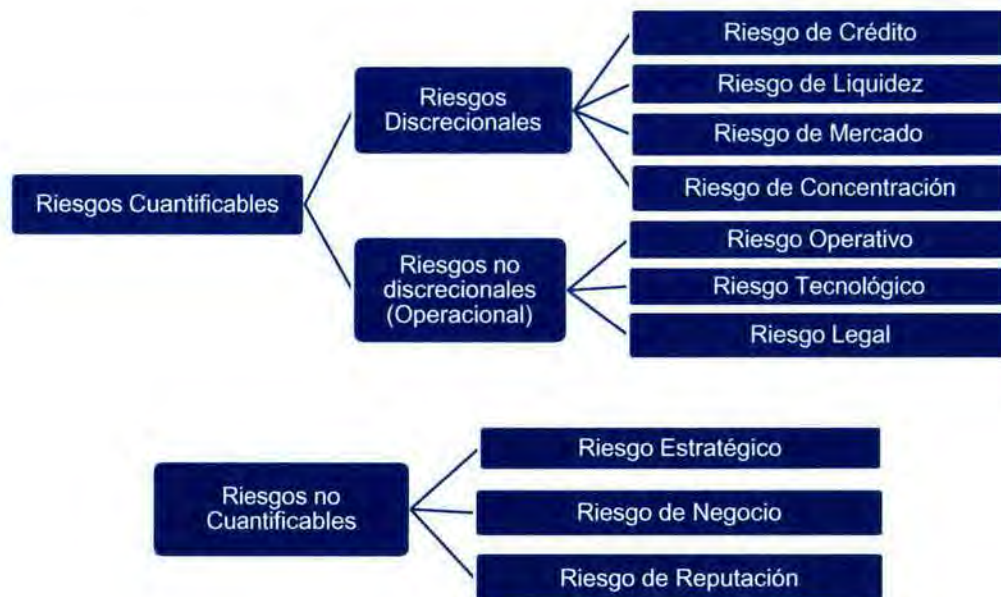 Riesgos Cuantificables
Riesgos
Discrecionales
Riesgo de Crédito
Riesgo de Liquidez
Riesgo de Mercado
Riesgo de Concentración
Riesgos no
discrecionales
(Operacional)
Riesgo Operativo
Riesgo Tecnológico
Riesgo Legal
Riesgos no
Cuantificables
Riesgo Estratégico
Riesgo de Negocio
Riesgo de Reputación